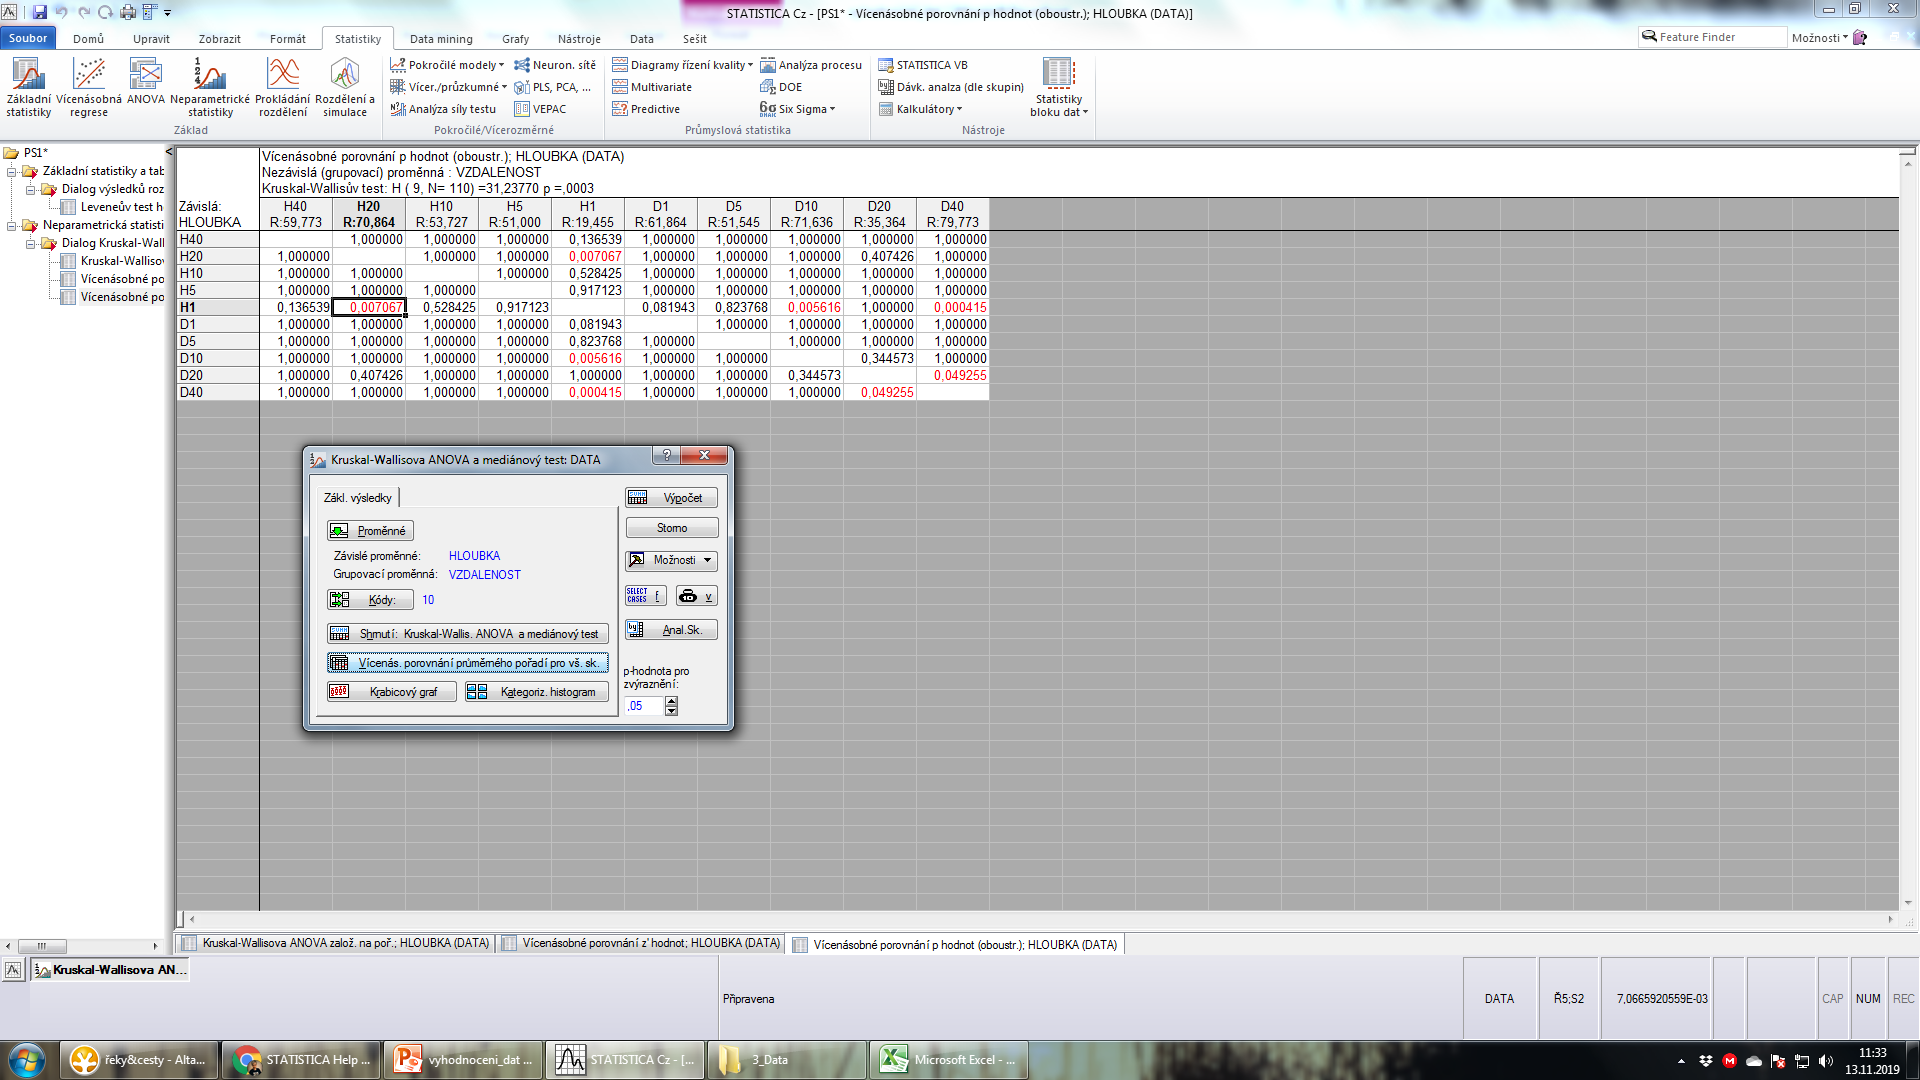 STATISTICA Cz - [PS1* - Vícenásobné porovnání p hodnot (oboustr.); HLOUBKA (DATA)]
Soubor Domů Upravit Zobrazit Formát Statistiky Data mining Grafy Nástroje Data Sešit Feature Finder Možnosti
Základní statistiky
Vícenásobná regrese
ANOVA
Neparametrické statistiky
Prokládání rozdělení
Rozdělení a simulace
Základ
Pokročilé modely
Neuron. sítě
Vícer./průzkumné
PLS, PCA, ...
Analýza síly testu
VEPAC
Pokročilé/Vícerozměrné
Diagramy řízení kvality
Analýza procesu
Multivariate
DOE
Predictive
Six Sigma
Průmyslová statistika
STATISTICA VB
Dávk. analza (dle skupin)
Kalkulátory
Statistiky bloku dat
Nástroje
PS1*
Základní statistiky a tab
Dialog výsledků roz
Leveneův test h
Neparametrická statisti
Dialog Kruskal-Wall
Kruskal-Walliso
Vícenásobné po
Vícenásobné po
Vícenásobné porovnání p hodnot (oboustr.); HLOUBKA (DATA)
Nezávislá (grupovací) proměnná : VZDALENOST
Kruskal-Wallisův test: H ( 9, N= 110) =31,23770 p =,0003
Závislá: H40 H20 H10 H5 H1 D1 D5 D10 D20 D40
HLOUBKA R:59,773 R:70,864 R:53,727 R:51,000 R:19,455 R:61,864 R:51,545 R:71,636 R:35,364 R:79,773
H40 1,000000 1,000000 1,000000 0,136539 1,000000 1,000000 1,000000 1,000000 1,000000
H20 1,000000 1,000000 1,000000 0,007067 1,000000 1,000000 1,000000 0,407426 1,000000
H10 1,000000 1,000000 1,000000 0,528425 1,000000 1,000000 1,000000 1,000000 1,000000
H5 1,000000 1,000000 1,000000 0,917123 1,000000 1,000000 1,000000 1,000000 1,000000
H1 0,136539 0,007067 0,528425 0,917123 0,081943 0,823768 0,005616 1,000000 0,000415
D1 1,000000 1,000000 1,000000 1,000000 0,081943 1,000000 1,000000 1,000000 1,000000
D5 1,000000 1,000000 1,000000 1,000000 0,823768 1,000000 1,000000 1,000000 1,000000
D10 1,000000 1,000000 1,000000 1,000000 0,005616 1,000000 1,000000 0,344573 1,000000
D20 1,000000 0,407426 1,000000 1,000000 1,000000 1,000000 1,000000 0,344573 0,049255
D40 1,000000 1,000000 1,000000 1,000000 0,000415 1,000000 1,000000 1,000000 0,049255
Kruskal-Wallisova ANOVA a mediánový test: DATA
Zákl. výsledky
Výpočet
Storno
Proměnné
Závislé proměnné: HLOUBKA
Možnosti
Grupovací proměnná: VZDALENOST
Kódy: 10
SELECT CASES
Shrnutí: Kruskal-Wallis. ANOVA a mediánový test
Anal.Sk.
Vícenás. porovnání průměrného pořadí pro vš. sk.
p-hodnota pro zvýraznění:
Krabicový graf
Kategoriz. histogram
,05
Kruskal-Wallisova ANOVA založ. na poř.; HLOUBKA (DATA)
Vícenásobné porovnání z' hodnot; HLOUBKA (DATA)
Vícenásobné porovnání p hodnot (oboustr.); HLOUBKA (DATA)
Kruskal-Wallisova AN...
Připravena
DATA Ř5;S2 7,0665920559E-03 CAP NUM REC
řeky&cesty - Alta...
STATISTICA Help ...
vyhodnoceni_dat ...
STATISTICA Cz - [...
3_Data
Microsoft Excel - ...
11:33
13.11.2019